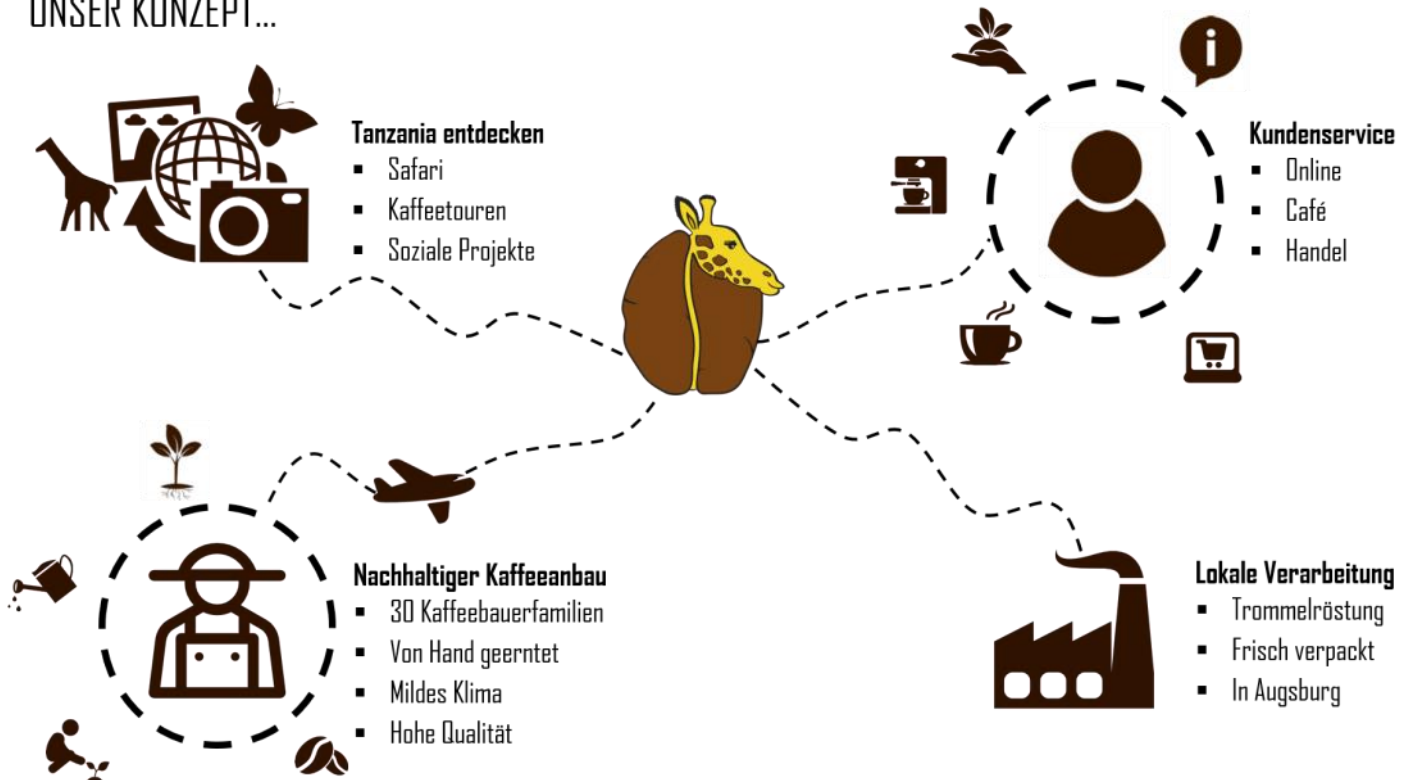 UNSER KONZEPT...
Tanzania entdecken
▪ Safari
▪ Kaffeetouren
▪ Soziale Projekte
Kundenservice
▪ Online
▪ Café
▪ Handel
Nachhaltiger Kaffeeanbau
▪ 30 Kaffeebauerfamilien
▪ Von Hand geerntet
▪ Mildes Klima
▪ Hohe Qualität
Lokale Verarbeitung
▪ Trommelröstung
▪ Frisch verpackt
▪ In Augsburg